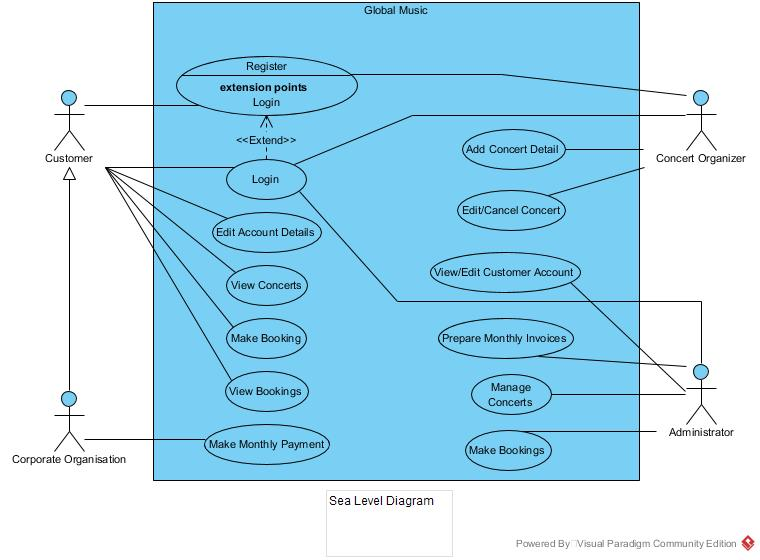 Global Music
Register
extension points
Login
<<Extend>>
Customer
Concert Organizer
Add Concert Detail
Login
Edit/Cancel Concert
Edit Account Details
View/Edit Customer Account
View Concerts
Make Booking
Prepare Monthly Invoices
View Bookings
Manage
Concerts
Administrator
Make Monthly Payment
Make Bookings
Corporate Organisation
Sea Level Diagram
Powered By Visual Paradigm Community Edition